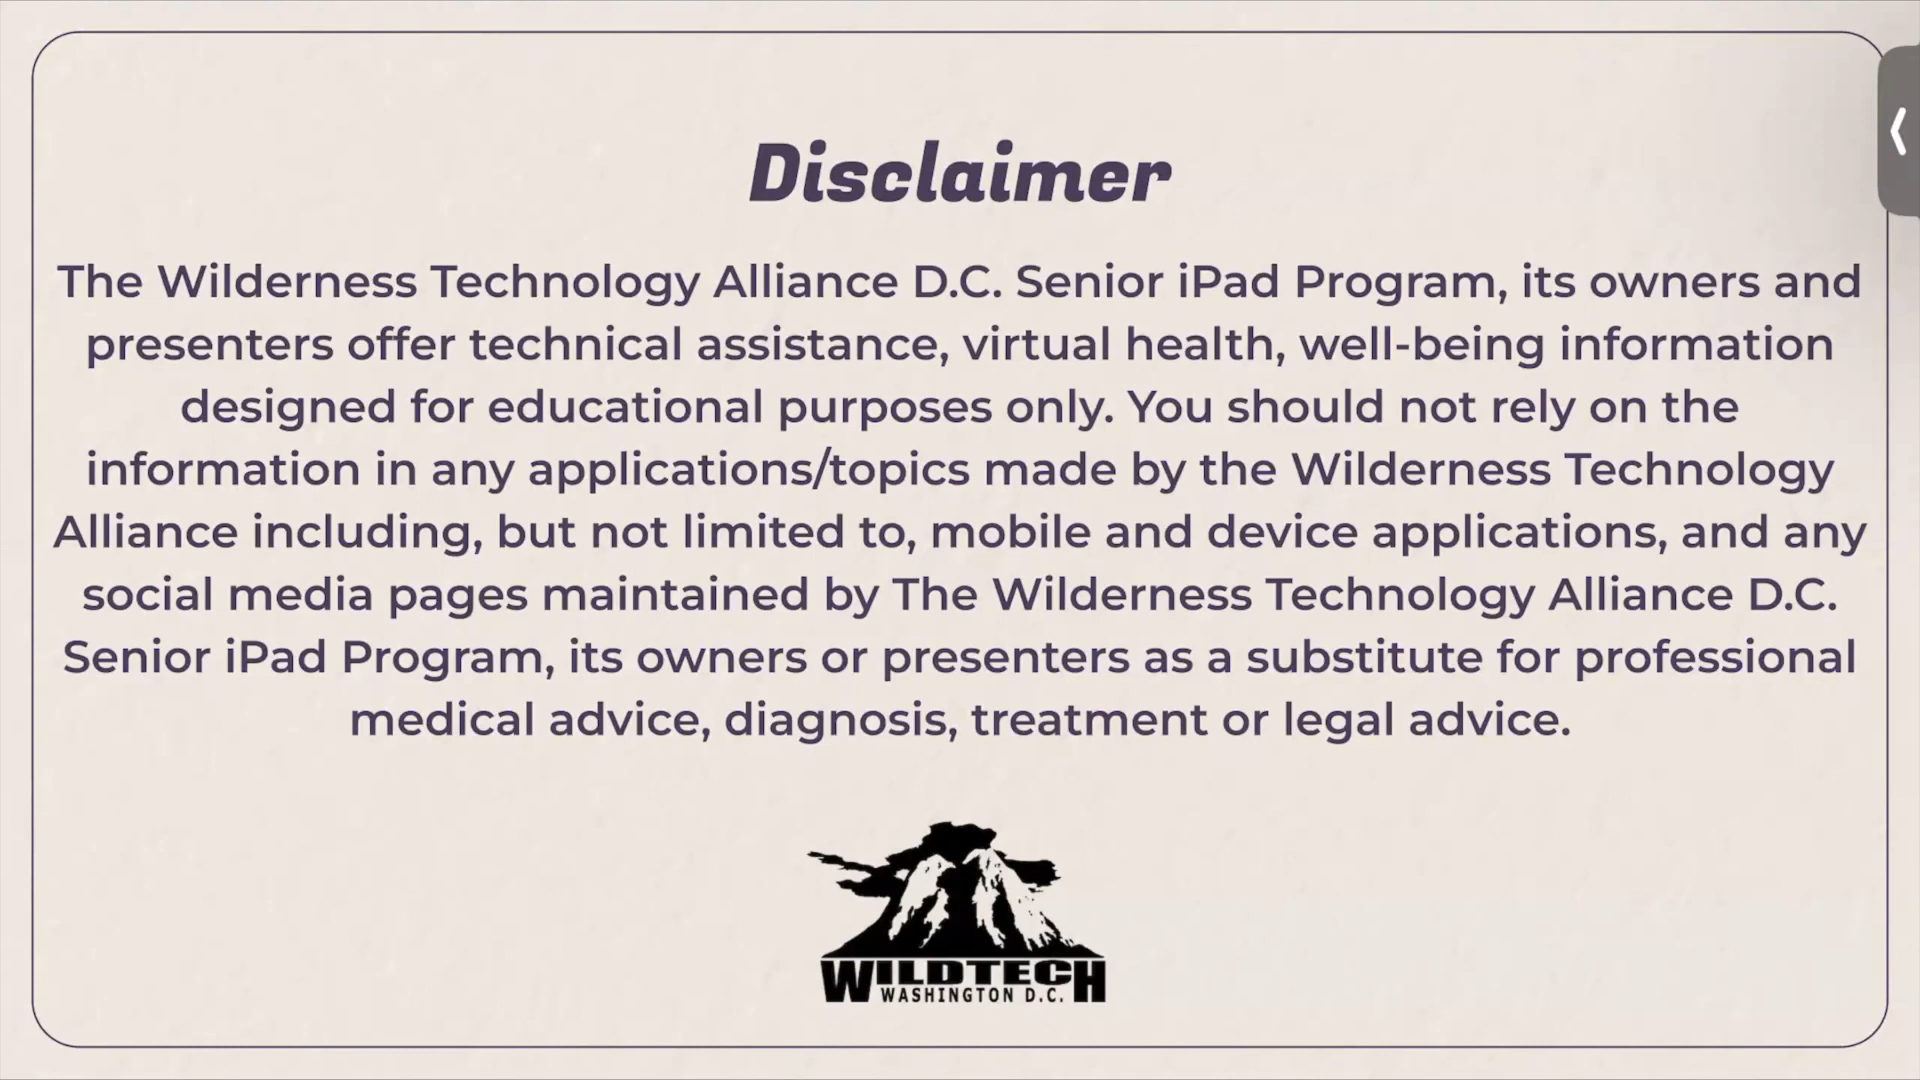 Disclaimer
The Wilderness Technology Alliance D.C. Senior iPad Program, its owners and
presenters offer technical assistance, virtual health, well-being information
designed for educational purposes only. You should not rely on the
information in any applications/topics made by the Wilderness Technology
Alliance including, but not limited to, mobile and device applications, and any
social media pages maintained by The Wilderness Technology Alliance D.C.
Senior iPad Program, its owners or presenters as a substitute for professional
medical advice, diagnosis, treatment or legal advice.
WILDTECH
WASHINGTON D.C.